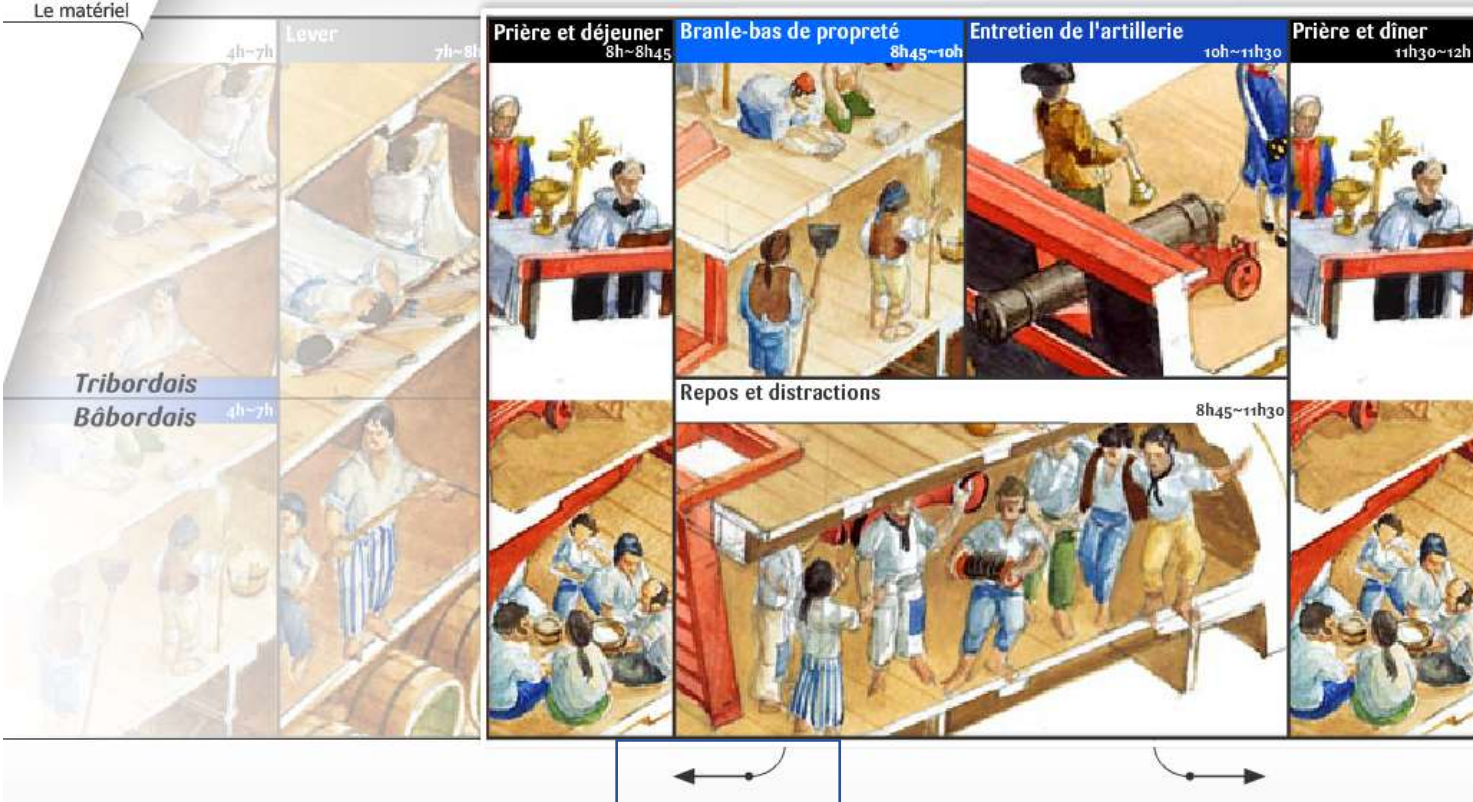 Le matériel
4h~7h
Lever
7h~8h
Prière et déjeuner
8h~8h45
Branle-bas de propreté
8h45~10h
Entretien de l'artillerie
10h~11h30
Prière et dîner
11h30~12h
Tribordais
Bâbordais
4h~7h
Repos et distractions
8h45~11h30